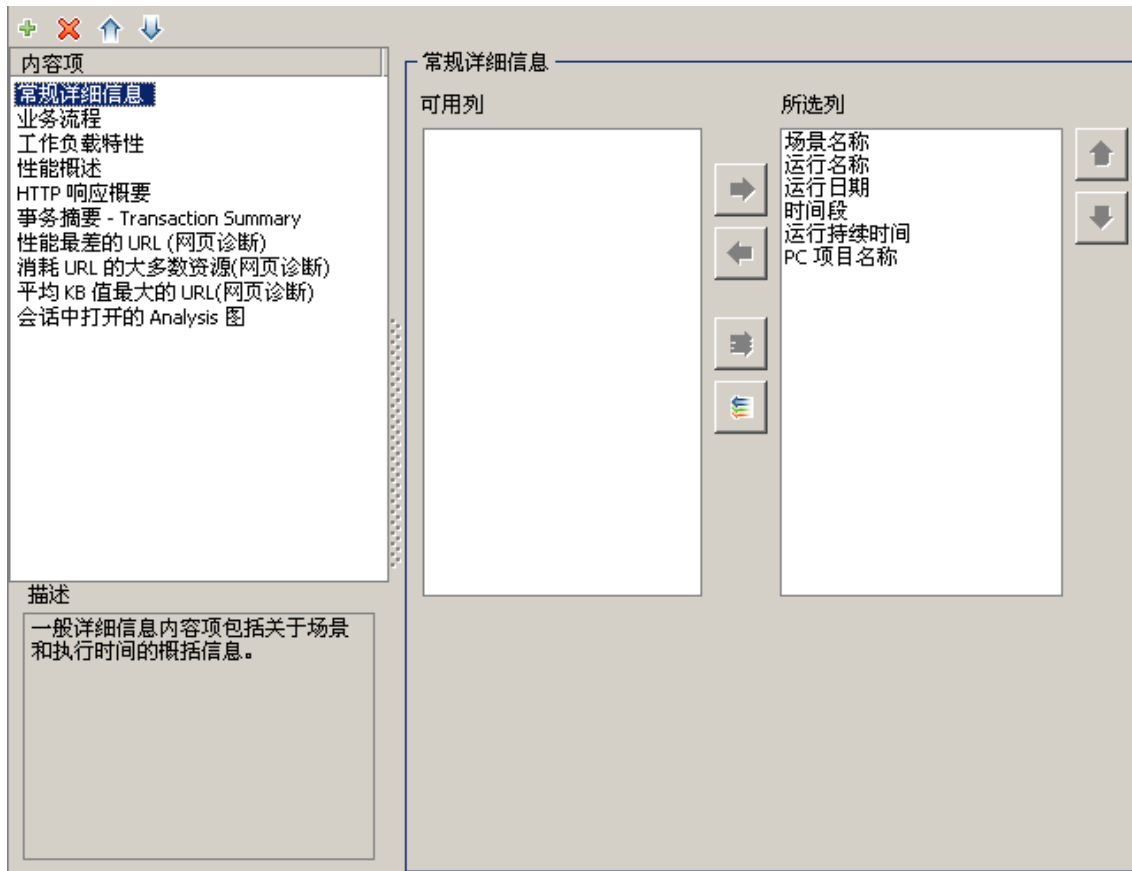 内容项
常规详细信息
业务流程
工作负载特性
性能概述
HTTP 响应概要
事务摘要 - Transaction Summary
性能最差的 URL (网页诊断)
消耗 URL 的大多数资源(网页诊断)
平均 KB 值最大的 URL(网页诊断)
会话中打开的 Analysis 图
描述
一般详细信息内容项包括关于场景
和执行时间的概括信息。
常规详细信息
可用列
所选列
场景名称
运行名称
运行日期
时间段
运行持续时间
PC 项目名称